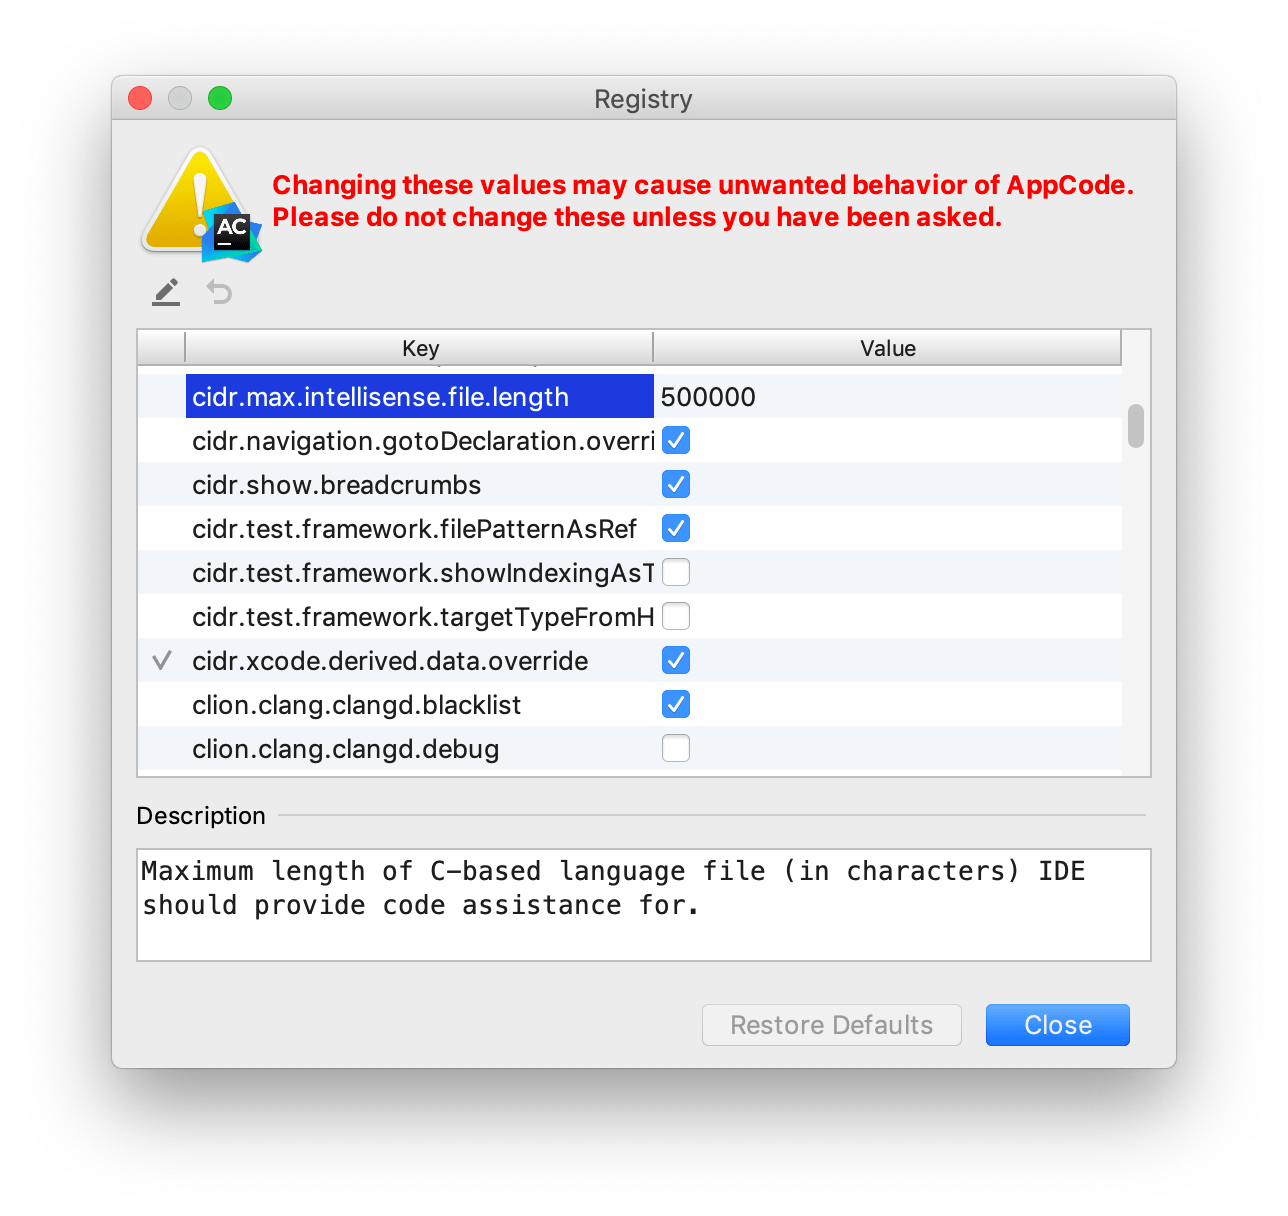 Registry
Changing these values may cause unwanted behavior of AppCode.
Please do not change these unless you have been asked.
AC
Key Value
cidr.max.intellisense.file.length 500000
cidr.navigation.gotoDeclaration.overri
cidr.show.breadcrumbs
cidr.test.framework.filePatternAsRef
cidr.test.framework.showIndexingAsT
cidr.test.framework.targetTypeFromH
cidr.xcode.derived.data.override
clion.clang.clangd.blacklist
clion.clang.clangd.debug
Description
Maximum length of C-based language file (in characters) IDE
should provide code assistance for.
Restore Defaults Close